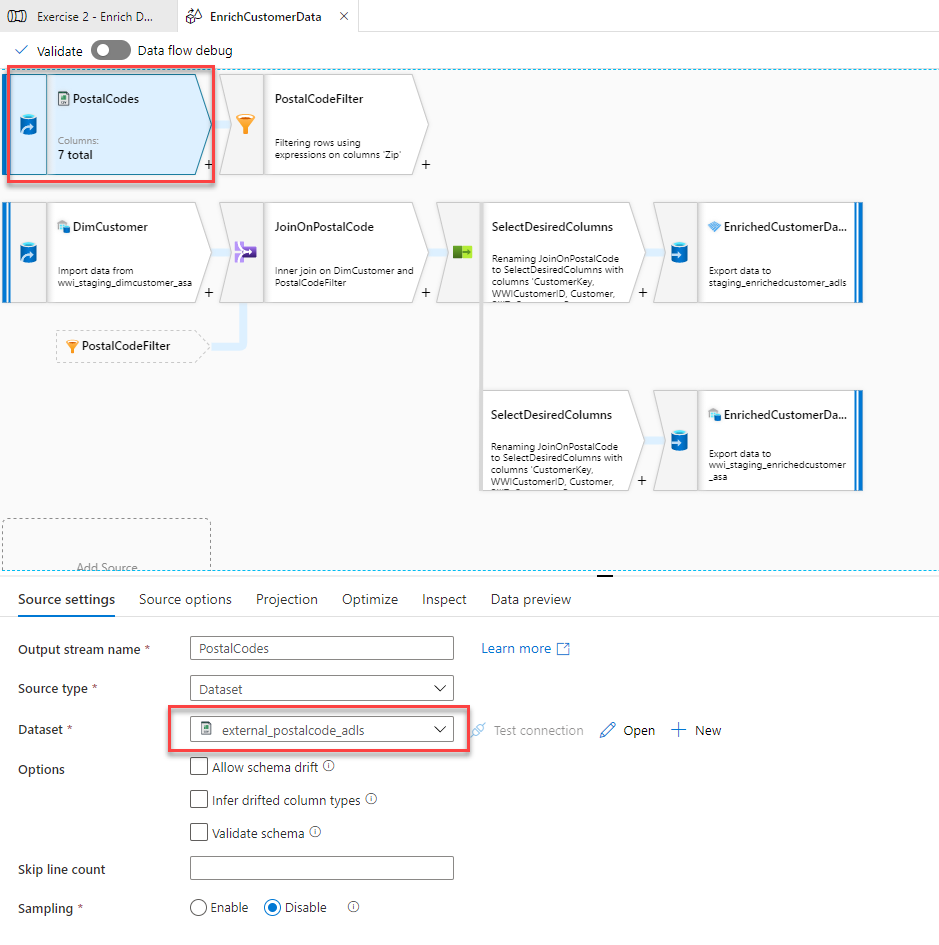 Exercise 2 - Enrich D...
EnrichCustomerData
Validate
Data flow debug
PostalCodes
Columns:
7 total
+
PostalCodeFilter
Filtering rows using
expressions on columns 'Zip'
+
DimCustomer
Import data from
wwi_staging_dimcustomer_asa
+
JoinOnPostalCode
Inner join on DimCustomer and
PostalCodeFilter
+
SelectDesiredColumns
Renaming JoinOnPostalCode
to SelectDesiredColumns with
columns 'CustomerKey,
WWICustomerID, Customer,
+
EnrichedCustomerDa...
Export data to
staging_enrichedcustomer_adls
PostalCodeFilter
SelectDesiredColumns
Renaming JoinOnPostalCode
to SelectDesiredColumns with
columns 'CustomerKey,
WWICustomerID, Customer,
+
EnrichedCustomerDa...
Export data to
wwi_staging_enrichedcustomer
_asa
Add Source
Source settings
Source options
Projection
Optimize
Inspect
Data preview
Output stream name *
PostalCodes
Learn more
Source type *
Dataset
Dataset *
external_postalcode_adls
Test connection
Open
New
Options
Allow schema drift
Infer drifted column types
Validate schema
Skip line count
Sampling *
Enable
Disable